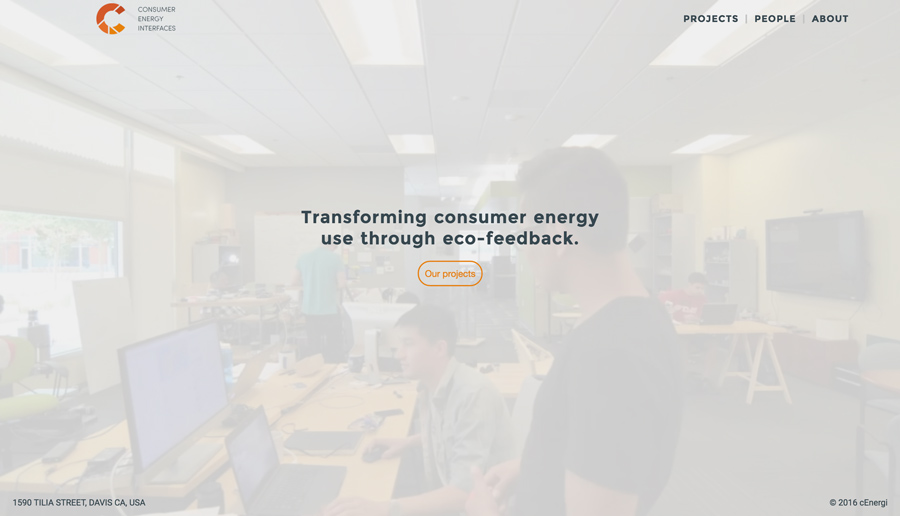 CONSUMER
ENERGY
INTERFACES
PROJECTS | PEOPLE | ABOUT
Transforming consumer energy
use through eco-feedback.
Our projects
1590 TILIA STREET, DAVIS CA, USA
© 2016 cEnergi